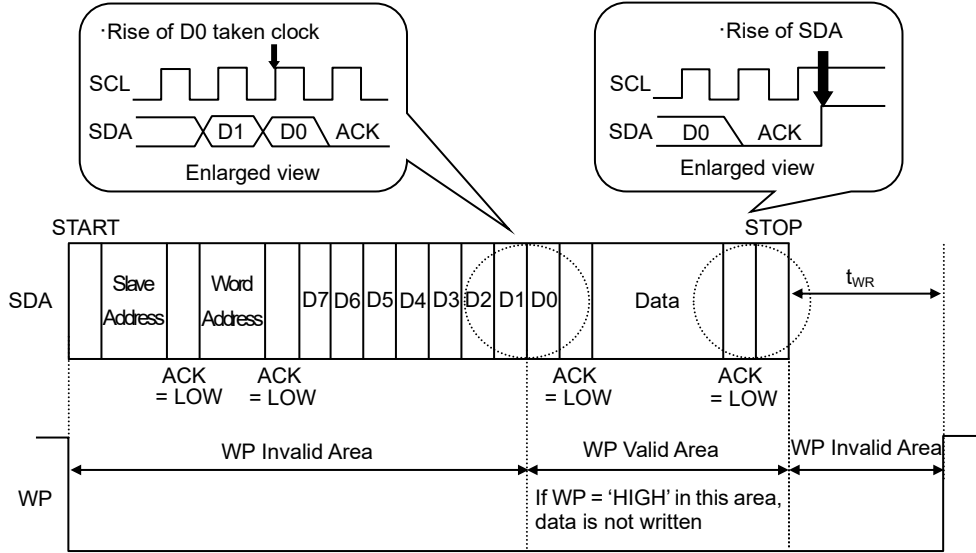 ·Rise of D0 taken clock
SCL
SDA D1 D0 ACK
Enlarged view
·Rise of SDA
SCL
SDA D0 ACK
Enlarged view
START
STOP
SDA
Slave
Address
Word
Address
D7 D6 D5 D4 D3 D2 D1 D0
Data
tWR
ACK
= LOW
ACK
= LOW
ACK
= LOW
ACK
= LOW
WP Invalid Area
WP Valid Area
WP Invalid Area
WP
If WP = ‘HIGH’ in this area,
data is not written